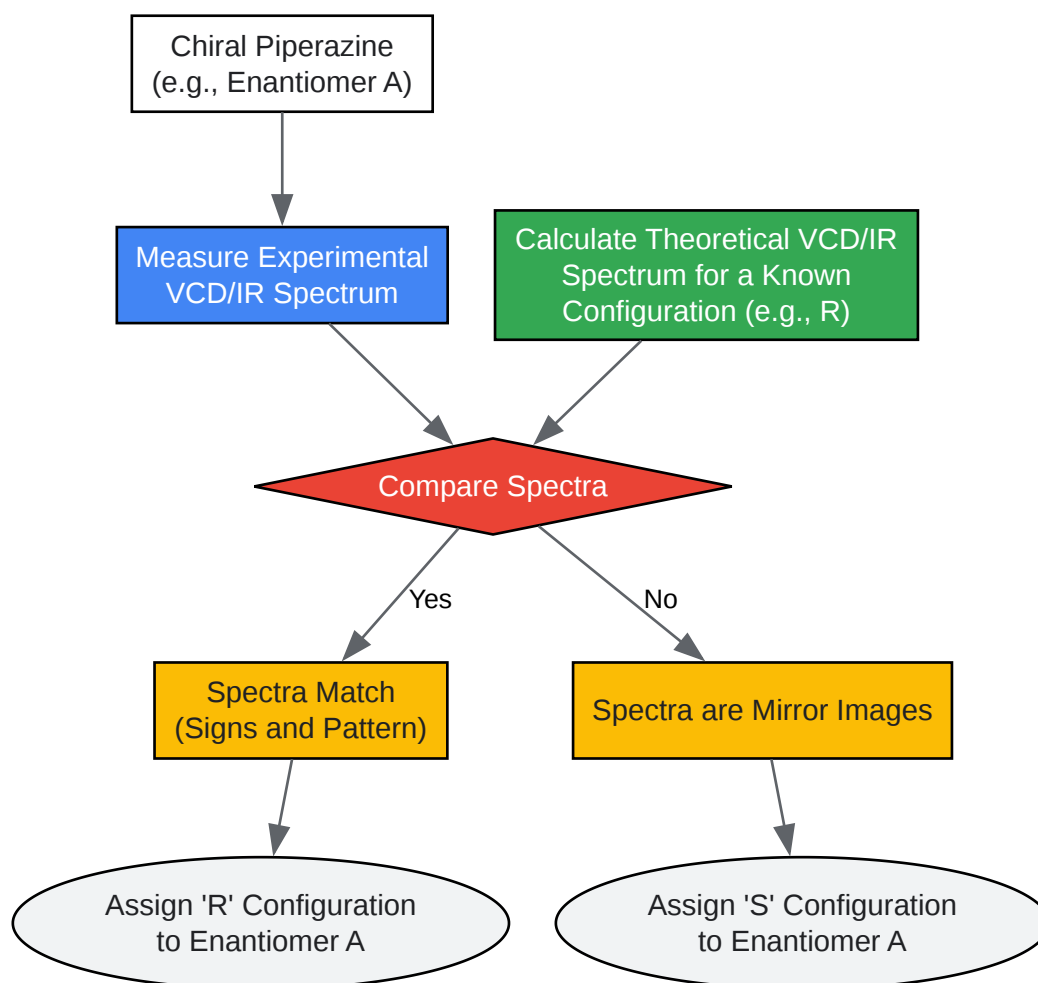 Chiral Piperazine
(e.g., Enantiomer A)
Measure Experimental
VCD/IR Spectrum
Calculate Theoretical VCD/IR
Spectrum for a Known
Configuration (e.g., R)
Compare Spectra
Yes
No
Spectra Match
(Signs and Pattern)
Spectra are Mirror Images
Assign 'R' Configuration
to Enantiomer A
Assign 'S' Configuration
to Enantiomer A